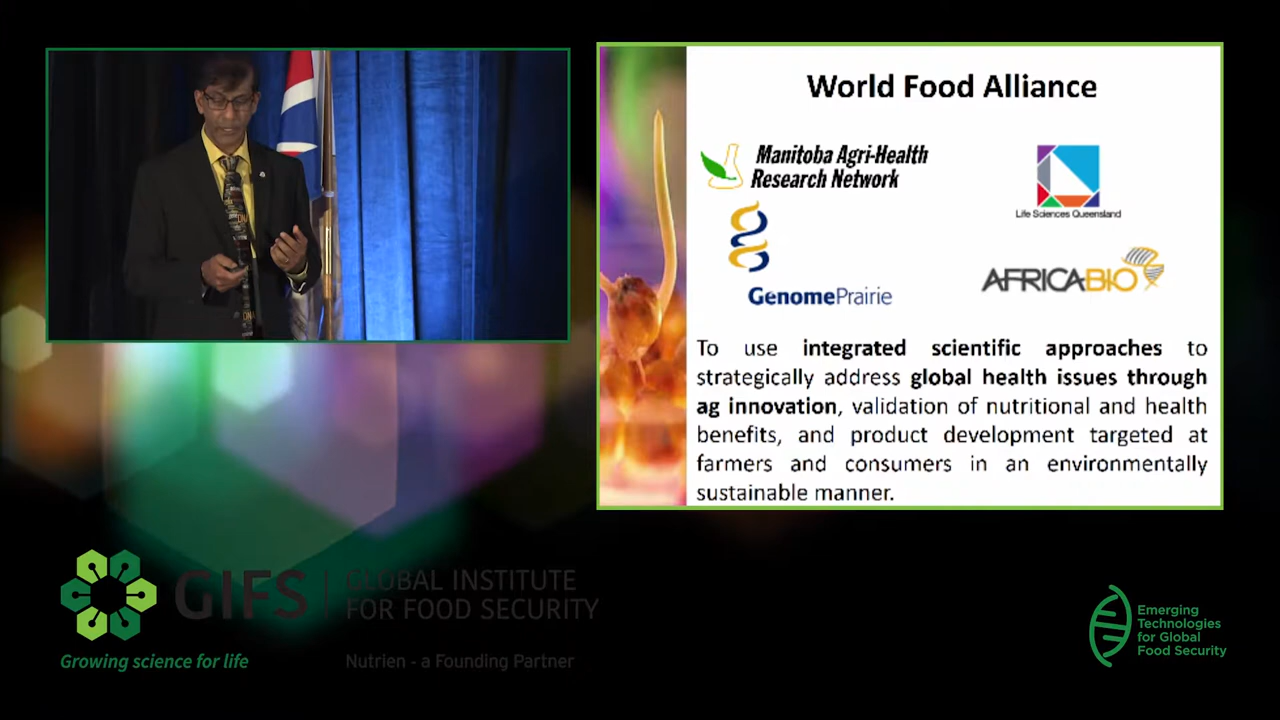 World Food Alliance
Manitoba Agri-Health
Research Network
Life Sciences Queensland
GenomePrairie
AFRICABIO
To use integrated scientific approaches to
strategically address global health issues through
ag innovation, validation of nutritional and health
benefits, and product development targeted at
farmers and consumers in an environmentally
sustainable manner.
GIFS
GLOBAL INSTITUTE
FOR FOOD SECURITY
Growing science for life
Nutrien - a Founding Partner
Emerging
Technologies
for Global
Food Security